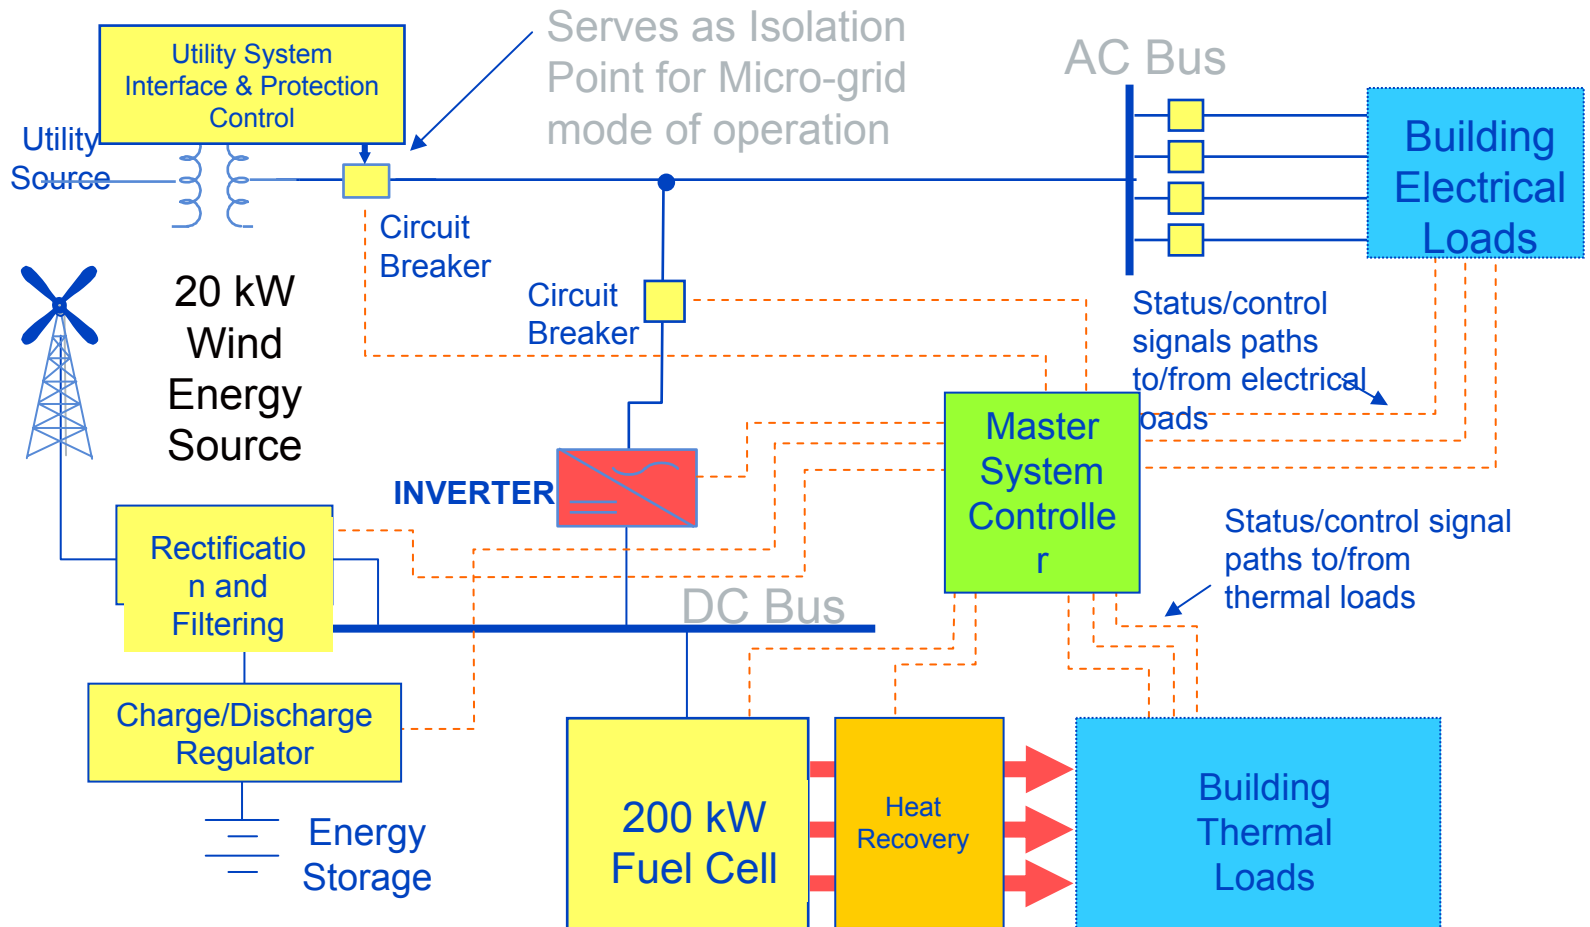 Utility System
Interface & Protection
Control
Serves as Isolation
Point for Micro-grid
mode of operation
AC Bus
Utility
Source
Circuit
Breaker
Building
Electrical
Loads
20 kW
Wind
Energy
Source
Circuit
Breaker
Status/control
signals paths
to/from electrical
loads
INVERTER
Master
System
Controlle
r
Rectificatio
n and
Filtering
Status/control signal
paths to/from
thermal loads
DC Bus
Charge/Discharge
Regulator
Energy
Storage
200 kW
Fuel Cell
Heat
Recovery
Building
Thermal
Loads